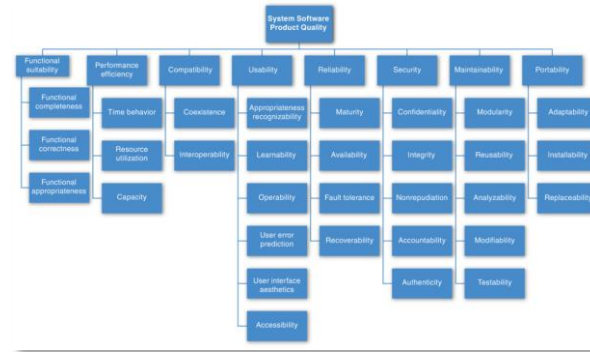 System Software
Product Quality
Functional
suitability
Performance
efficiency
Compatibility
Usability
Reliability
Security
Maintainability
Portability
Functional
completeness
Functional
correctness
Functional
appropriateness
Time behavior
Resource
utilization
Capacity
Coexistence
Interoperability
Appropriateness
recognizability
Learnability
Operability
User error
prediction
User interface
aesthetics
Accessibility
Maturity
Availability
Fault tolerance
Recoverability
Confidentiality
Integrity
Nonrepudiation
Accountability
Authenticity
Modularity
Reusability
Analyzability
Modifiability
Testability
Adaptability
Installability
Replaceability